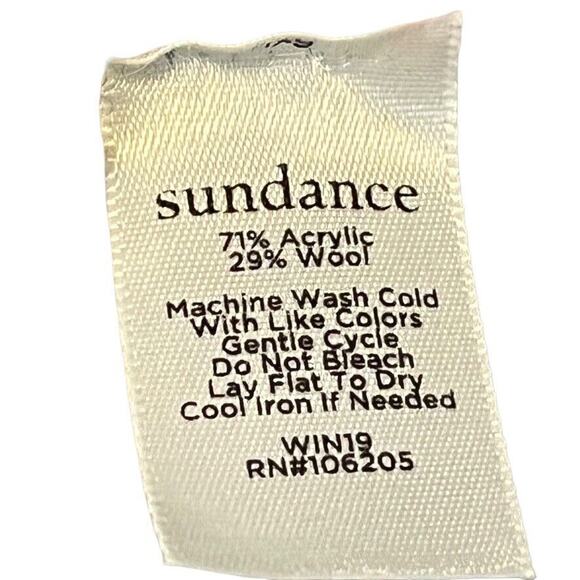 sundance
71% Acrylic
29% Wool
Machine Wash Cold
With Like Colors
Gentle Cycle
Do Not Bleach
Lay Flat To Dry
Cool Iron If Needed
WIN19
RN#106205